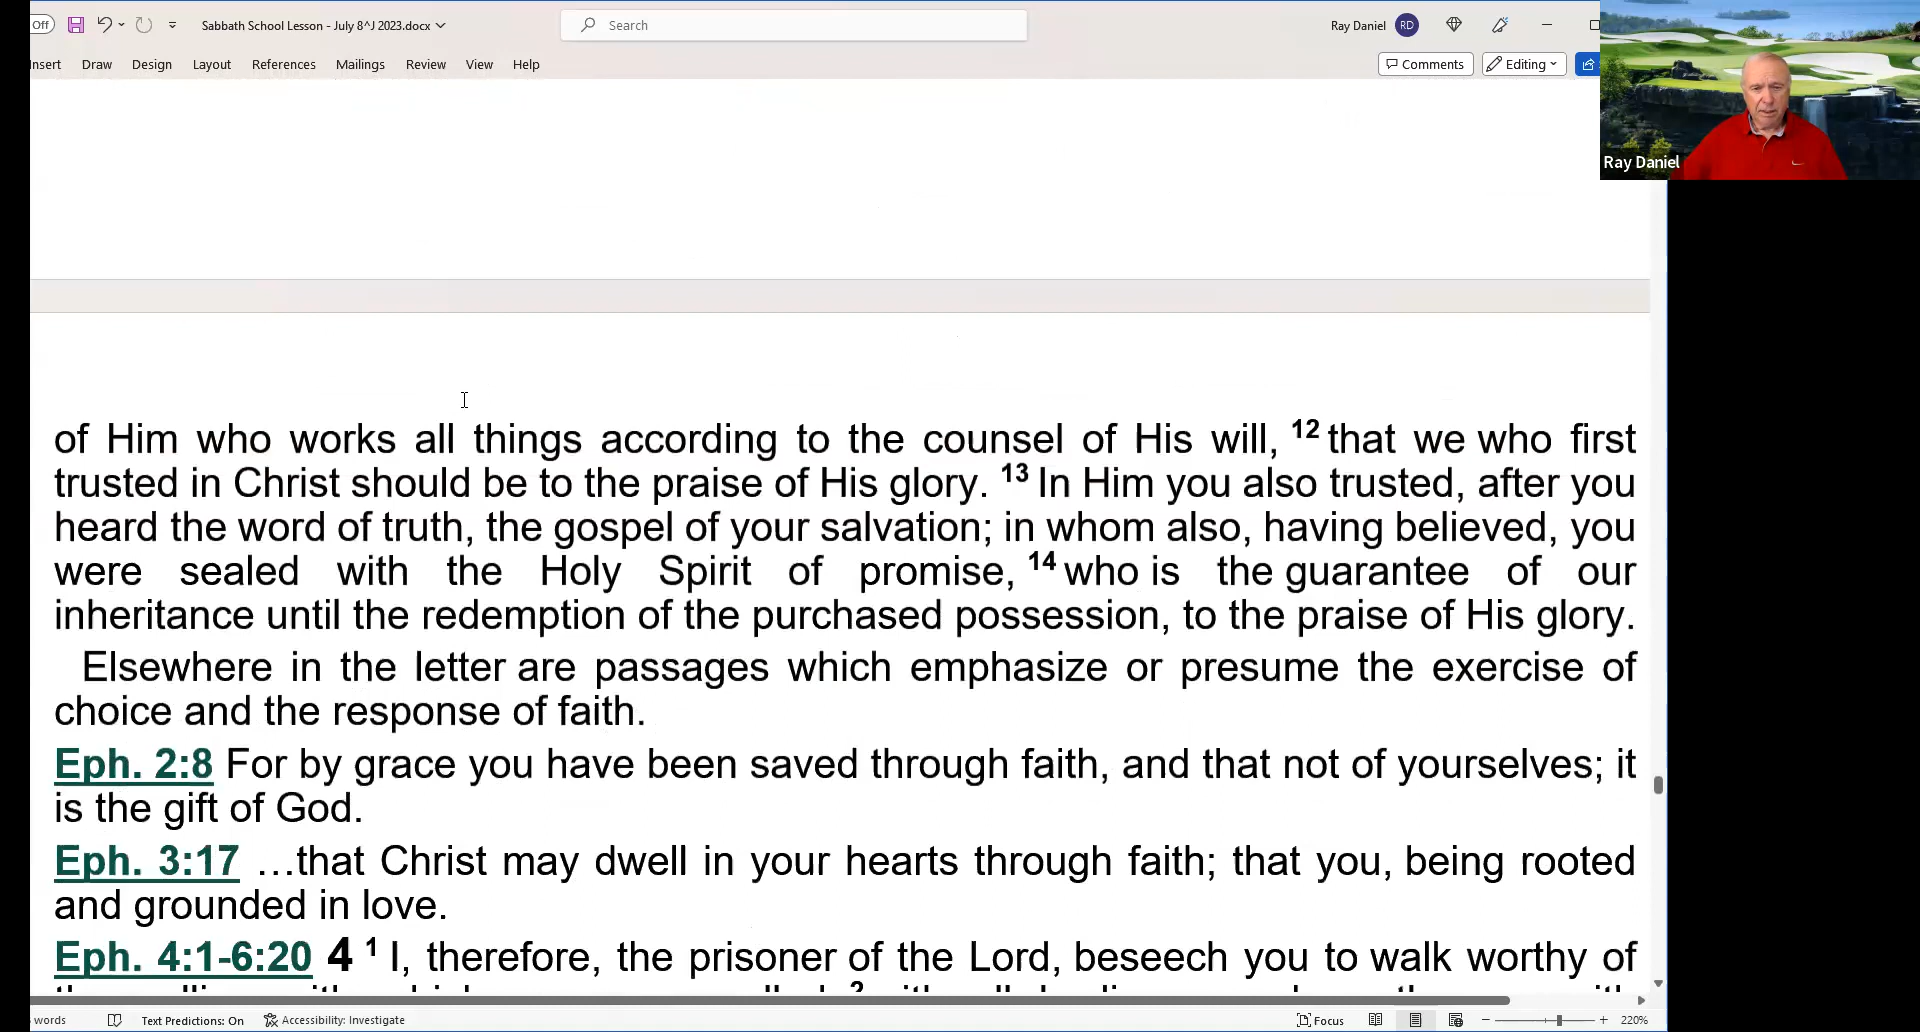 Off
Sabbath School Lesson - July 8^J 2023.docx
Search
Ray Daniel
RD
Insert Draw Design Layout References Mailings Review View Help
Comments
Editing
Ray Daniel
of Him who works all things according to the counsel of His will, 12 that we who first
trusted in Christ should be to the praise of His glory. 13 In Him you also trusted, after you
heard the word of truth, the gospel of your salvation; in whom also, having believed, you
were sealed with the Holy Spirit of promise, 14 who is the guarantee of our
inheritance until the redemption of the purchased possession, to the praise of His glory.
Elsewhere in the letter are passages which emphasize or presume the exercise of
choice and the response of faith.
Eph. 2:8 For by grace you have been saved through faith, and that not of yourselves; it
is the gift of God.
Eph. 3:17 …that Christ may dwell in your hearts through faith; that you, being rooted
and grounded in love.
Eph. 4:1-6:20 4 1 I, therefore, the prisoner of the Lord, beseech you to walk worthy of
words
Text Predictions: On
Accessibility: Investigate
Focus
220%